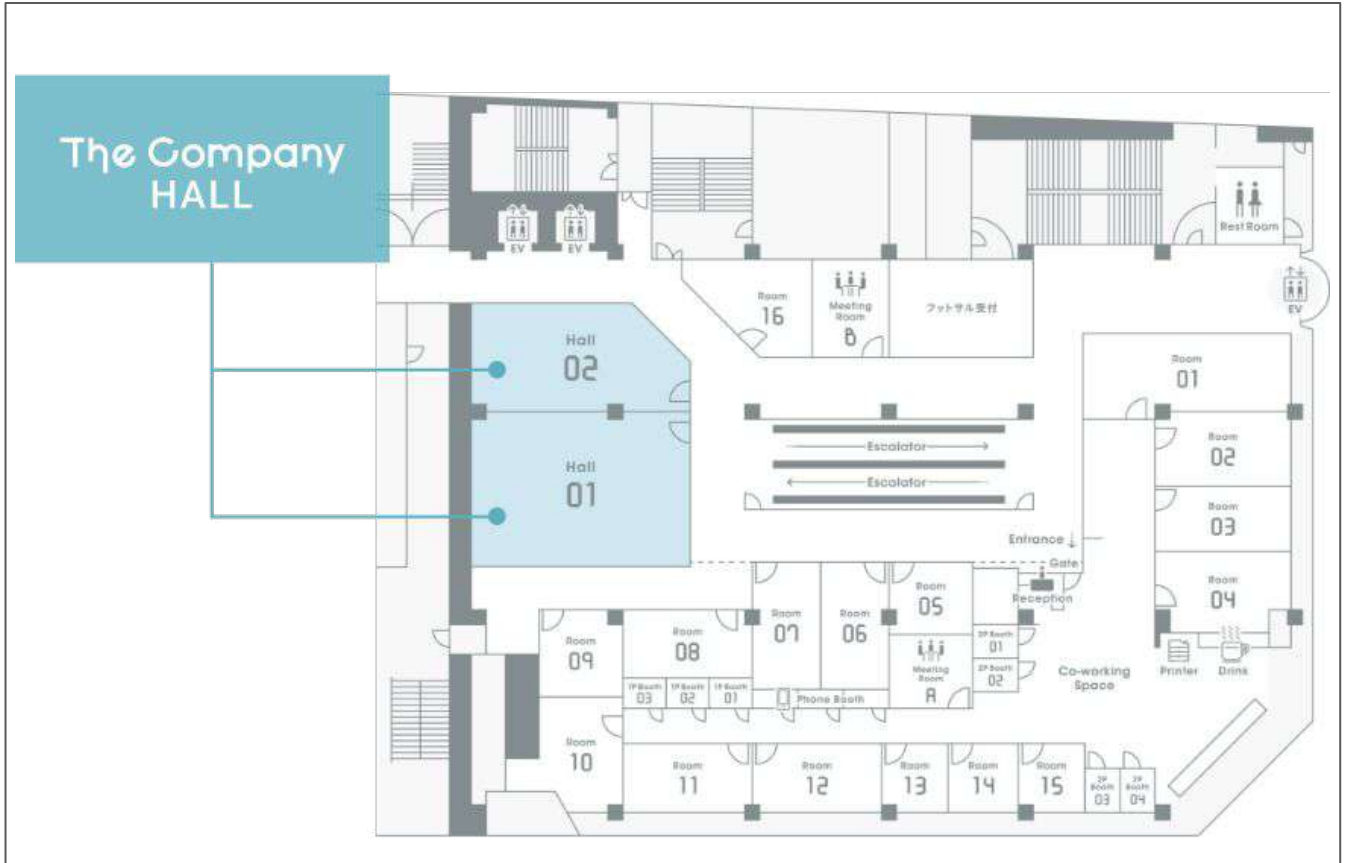 The Company
HALL
EV
EV
Rest Room
EV
Room
16
Meeting
Room
B
フットサル受付
Hall
02
Room
01
Escalator
Escalator
Room
02
Hall
01
Room
03
Entrance ↓
Gate
Reception
Room
04
Room
05
Room
06
Room
07
Room
08
Room
09
2P Booth
01
2P Booth
02
Meeting
Room
A
Co-working
Space
Printer
Drink
1P Booth
03
1P Booth
02
1P Booth
01
Phone Booth
Room
10
Room
11
Room
12
Room
13
Room
14
Room
15
2P
Booth
03
2P
Booth
04